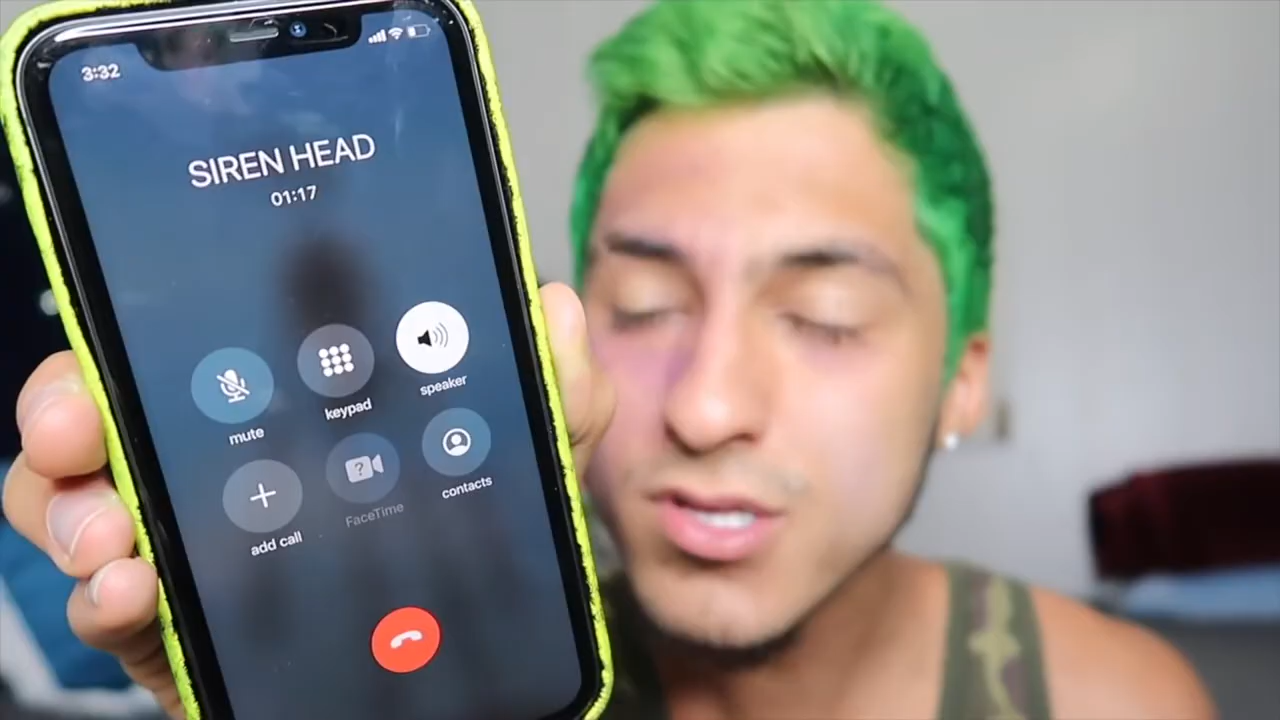 3:32
SIREN HEAD
01:17
mute
keypad
speaker
add call
?
FaceTime
contacts